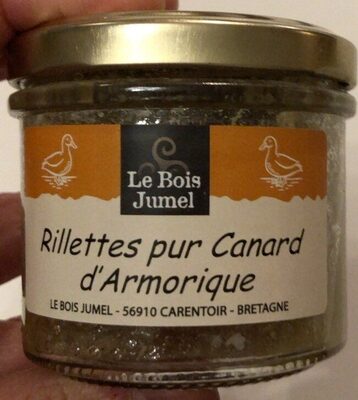 Le Bois
Jumel
Rillettes pur Canard
d'Armorique
LE BOIS JUMEL - 56910 CARENTOIR - BRETAGNE